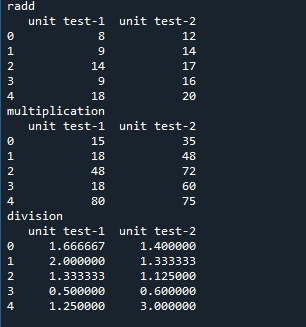 radd
unit test-1 unit test-2
0 8 12
1 9 14
2 14 17
3 9 16
4 18 20
multiplication
unit test-1 unit test-2
0 15 35
1 18 48
2 48 72
3 18 60
4 80 75
division
unit test-1 unit test-2
0 1.666667 1.400000
1 2.000000 1.333333
2 1.333333 1.125000
3 0.500000 0.600000
4 1.250000 3.000000